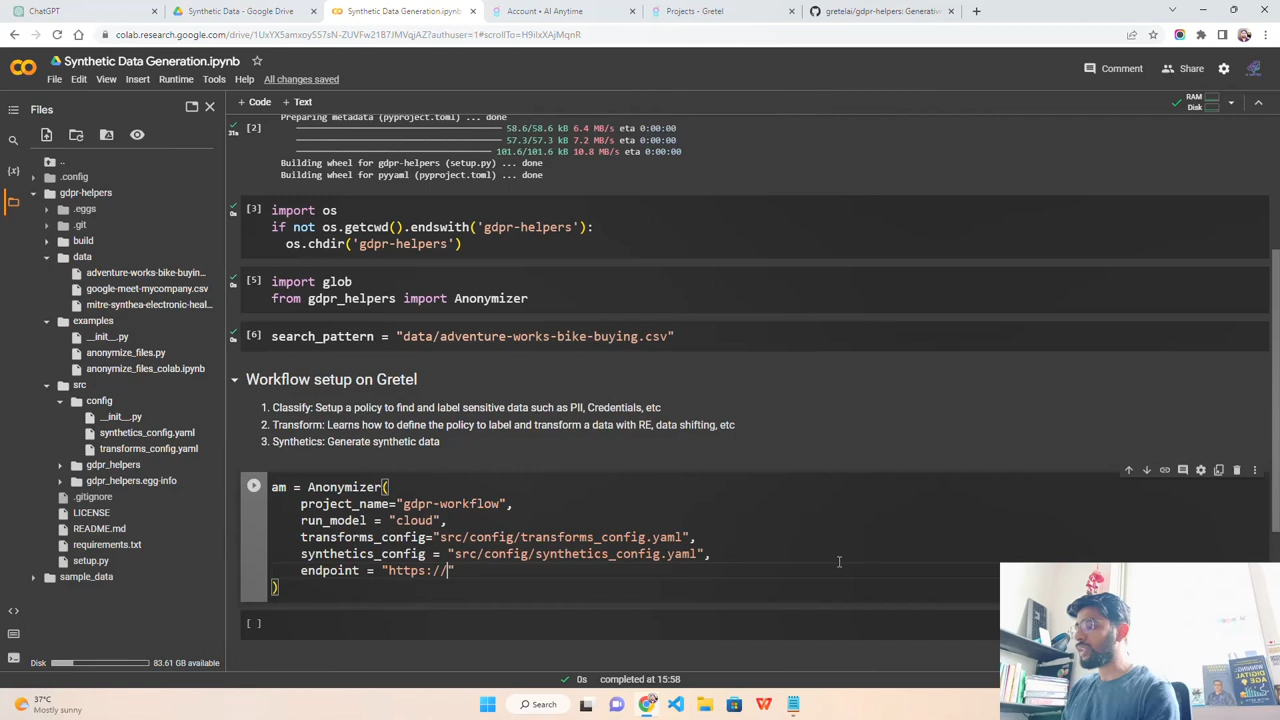 ChatGPT
Synthetic Data - Google Drive
Synthetic Generation.ipynb
Account • AI Anytime
Projects - Gretel
gretelai/gdpr-helpers: Generativ
colab.research.google.com/drive/
Synthetic Data Generation.ipynb
File Edit View Insert Runtime Tools Help All changes saved
Comment
Share
Files
+ Code + Text
RAM
Disk
..
.config
gdpr-helpers
.eggs
.git
build
data
adventure-works-bike-buyin...
google-meet-mycompany.csv
mitre-synthea-electronic-heal...
examples
__init__.py
anonymize_files.py
anonymize_files_colab.ipynb
src
config
__init__.py
synthetics_config.yaml
transforms_config.yaml
gdpr_helpers
gdpr_helpers.egg-info
.gitignore
LICENSE
README.md
requirements.txt
setup.py
sample_data
Disk 83.61 GB available
Preparing metadata (pyproject.toml) ... done
[2]
31s
58.6/58.6 kB 6.4 MB/s eta 0:00:00
57.3/57.3 kB 7.2 MB/s eta 0:00:00
101.6/101.6 kB 10.8 MB/s eta 0:00:00
Building wheel for gdpr-helpers (setup.py) ... done
Building wheel for pyyaml (pyproject.toml) ... done
[3] import os
0s
if not os.getcwd().endswith('gdpr-helpers'):
os.chdir('gdpr-helpers')
[5] import glob
0s
from gdpr_helpers import Anonymizer
[6] search_pattern = "data/adventure-works-bike-buying.csv"
0s
Workflow setup on Gretel
1. Classify: Setup a policy to find and label sensitive data such as PII, Credentials, etc
2. Transform: Learns how to define the policy to label and transform a data with RE, data shifting, etc
3. Synthetics: Generate synthetic data
am = Anonymizer(
project_name="gdpr-workflow",
run_model = "cloud",
transforms_config="src/config/transforms_config.yaml",
synthetics_config = "src/config/synthetics_config.yaml",
endpoint = "https://"
)
[ ]
0s completed at 15:58
37°C
Mostly sunny
Search
DIGITAL
AGE